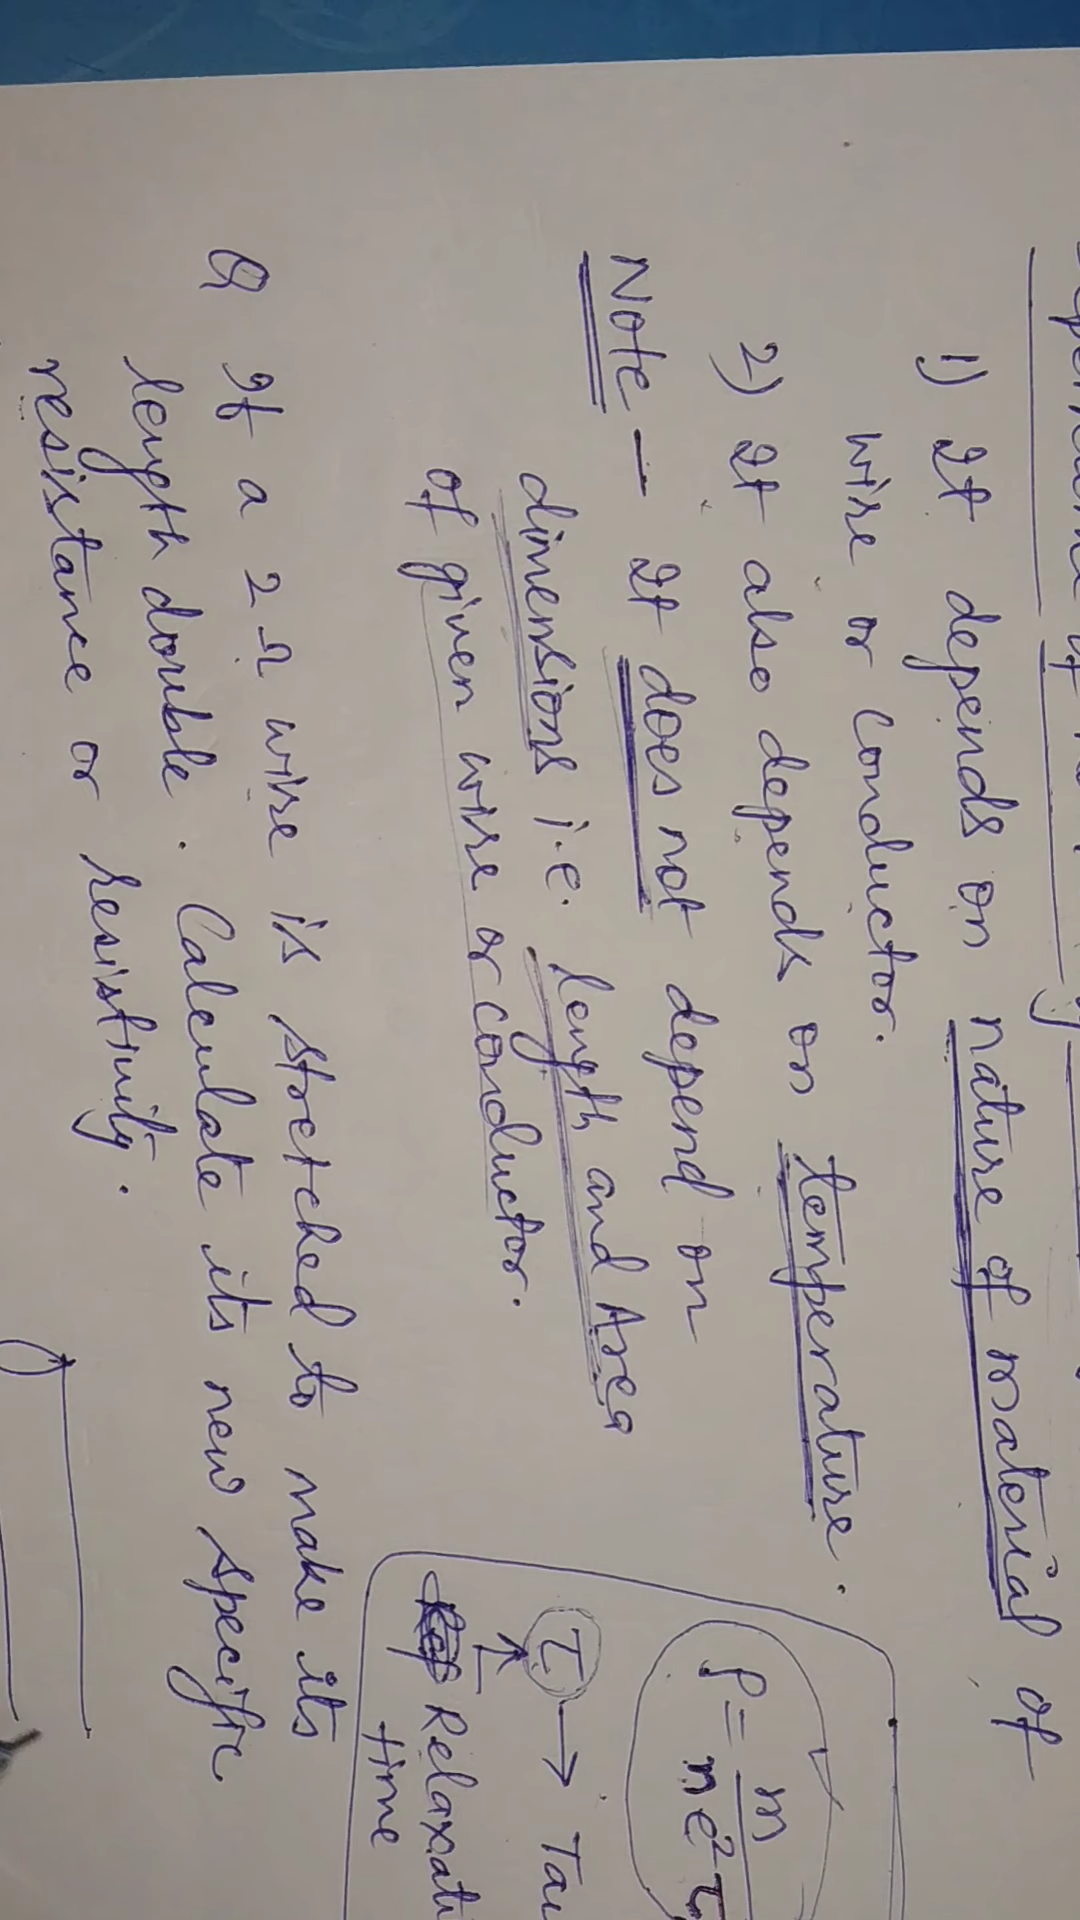 1) It depends on nature of material of
wire or conductor.
2) It also depends on temperature.
Note - It does not depend on
dimensions i.e. length and Area
of given wire or conductor.
ρ = m
ne²τ
τ → Tau
Relaxati
time
Q If a 2Ω wire is stretched to make its
length double. Calculate its new specific
resistance or resistivity.